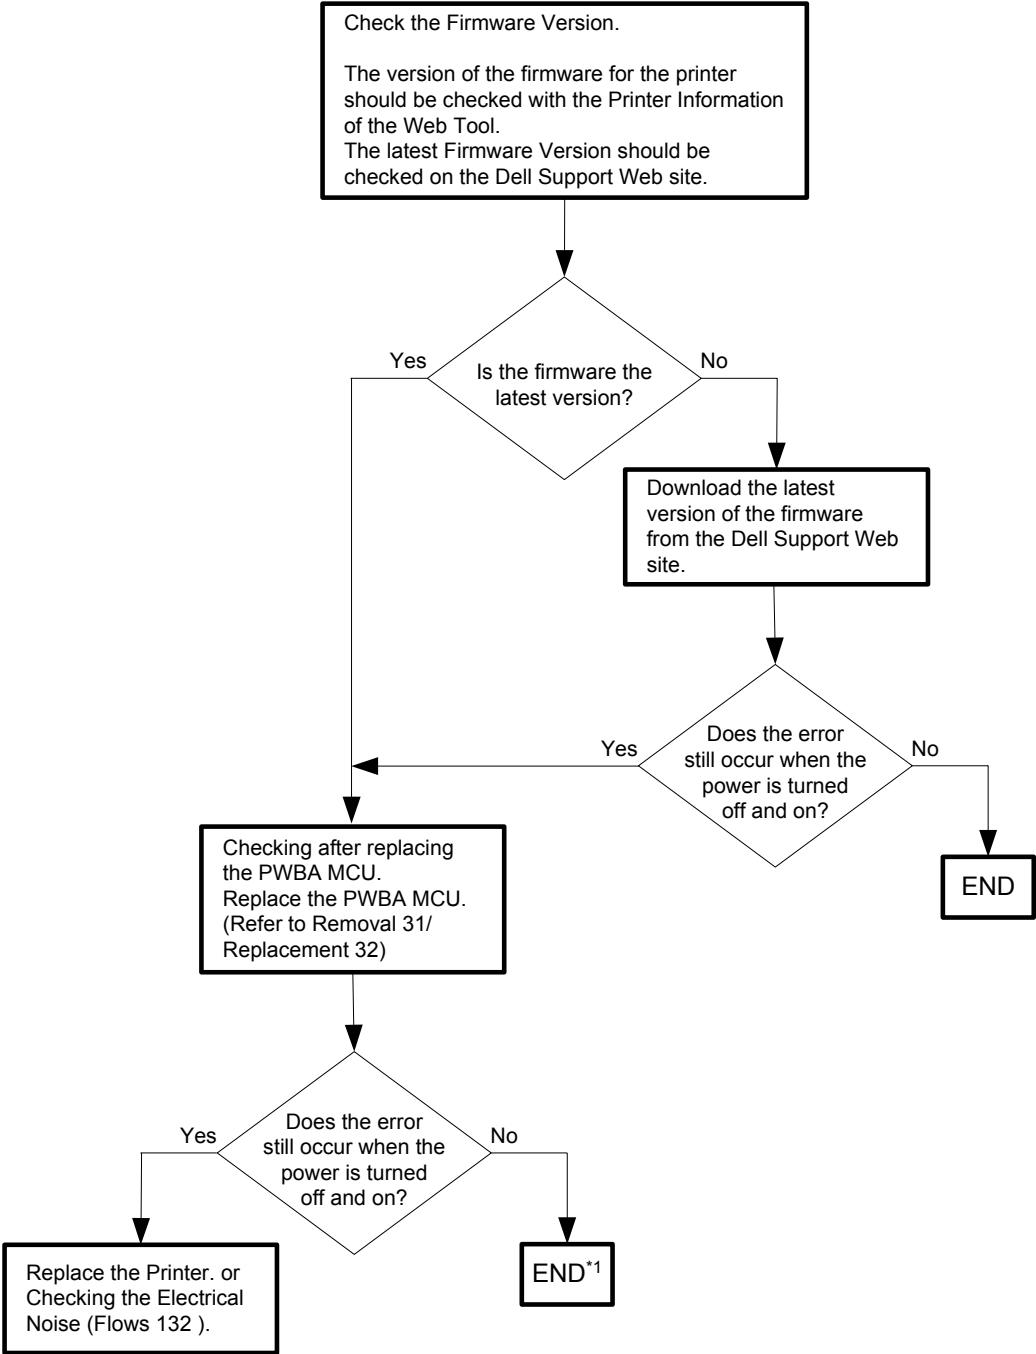 Check the Firmware Version.
The version of the firmware for the printer
should be checked with the Printer Information
of the Web Tool.
The latest Firmware Version should be
checked on the Dell Support Web site.
Yes
Is the firmware the
latest version?
No
Download the latest
version of the firmware
from the Dell Support Web
site.
Yes
Does the error
still occur when the
power is turned
off and on?
No
END
Checking after replacing
the PWBA MCU.
Replace the PWBA MCU.
(Refer to Removal 31/
Replacement 32)
Yes
Does the error
still occur when the
power is turned
off and on?
No
Replace the Printer. or
Checking the Electrical
Noise (Flows 132 ).
END*1